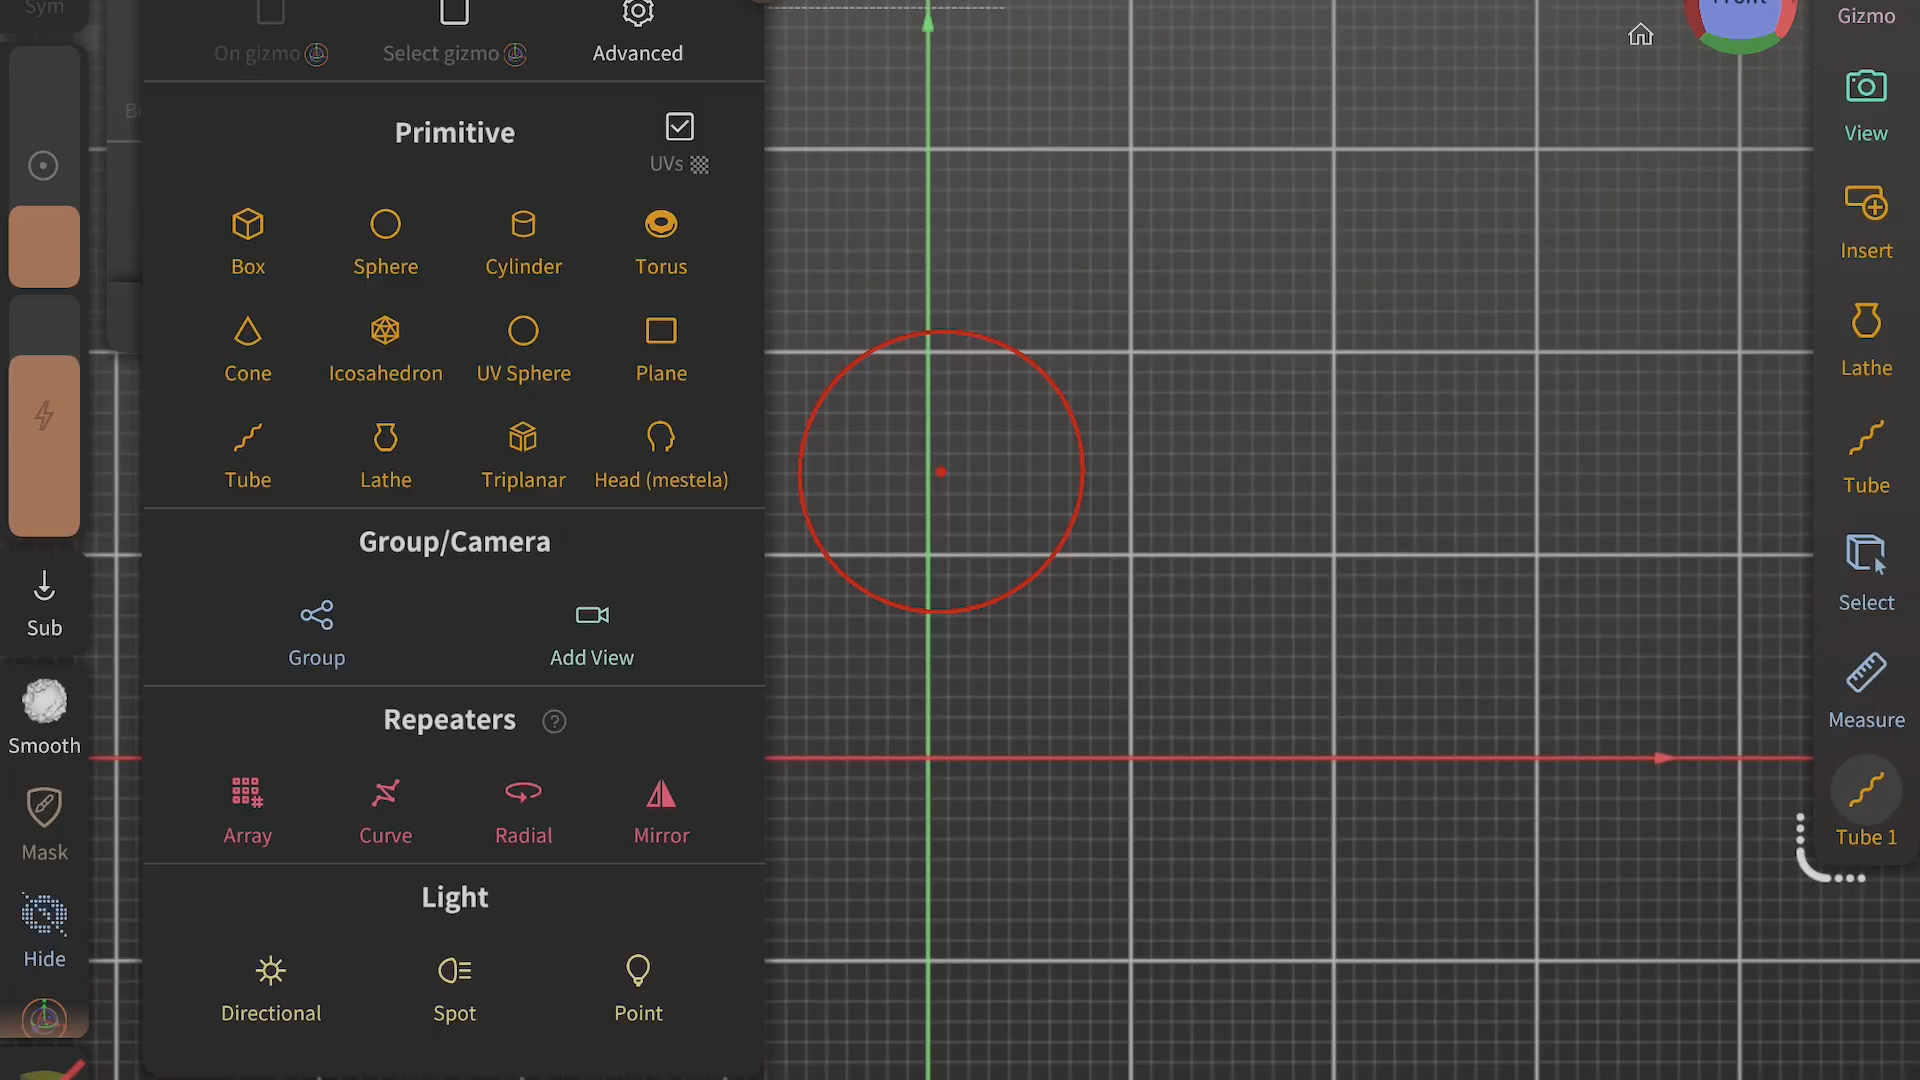 Sym
On gizmo
Select gizmo
Advanced
Primitive
UVs
Box
Sphere
Cylinder
Torus
Cone
Icosahedron
UV Sphere
Plane
Tube
Lathe
Triplanar
Head (mestela)
Group/Camera
Group
Add View
Repeaters
?
Array
Curve
Radial
Mirror
Light
Directional
Spot
Point
Sub
Smooth
Mask
Hide
Front
Gizmo
View
Insert
Lathe
Tube
Select
Measure
Tube 1